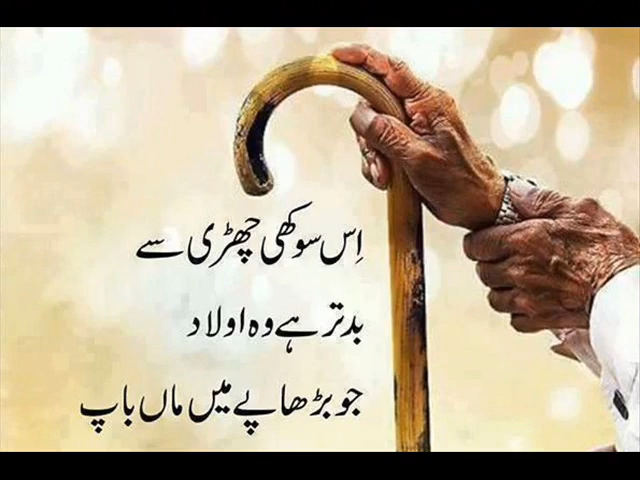 اِس سوکھی چھڑی سے
بدتر ہے وہ اولاد
جو بڑھاپے میں ماں باپ